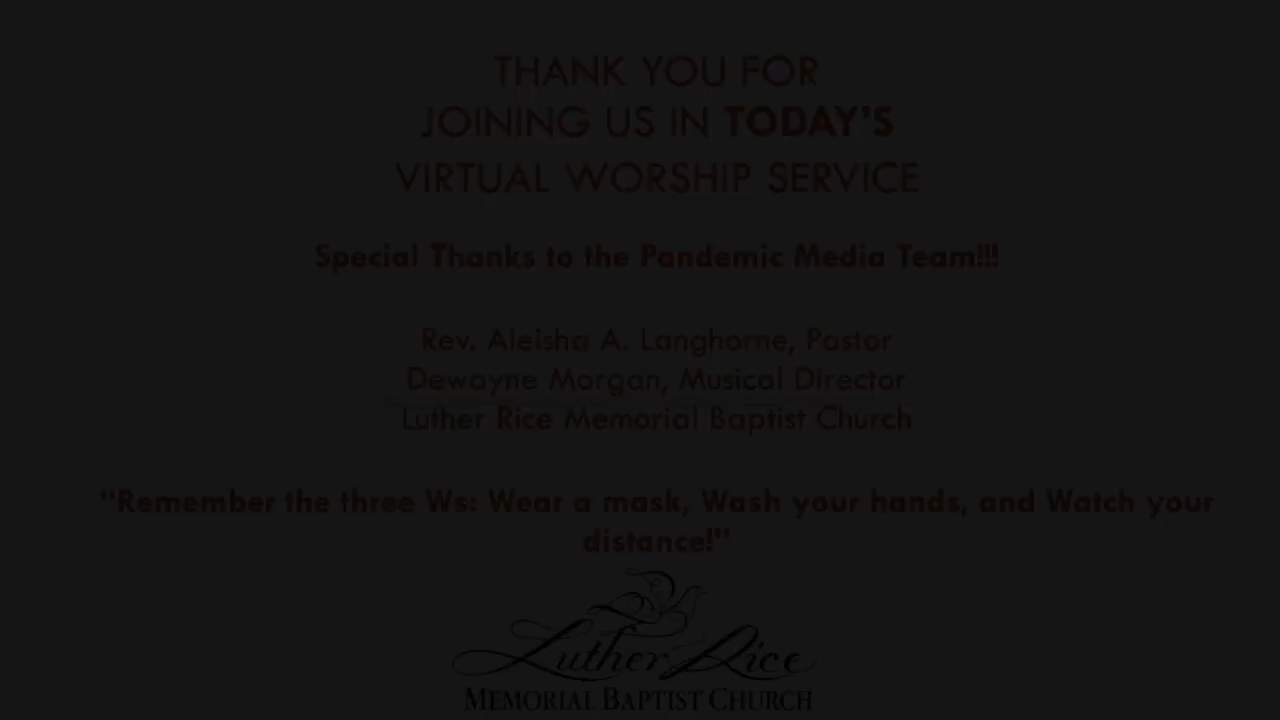 THANK YOU FOR
JOINING US IN TODAY'S
VIRTUAL WORSHIP SERVICE
Special Thanks to the Pandemic Media Team!!!
Rev. Aleisha A. Langhorne, Pastor
Dewayne Morgan, Musical Director
Luther Rice Memorial Baptist Church
"Remember the three Ws: Wear a mask, Wash your hands, and Watch your
distance!"
Luther Rice
MEMORIAL BAPTIST CHURCH